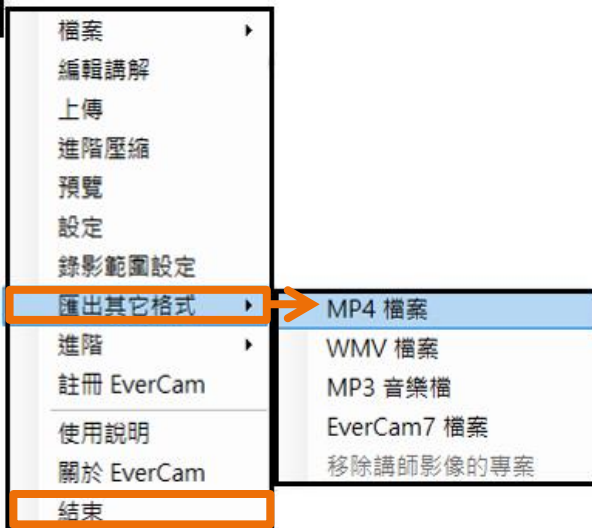 檔案
編輯講解
上傳
進階壓縮
預覽
設定
錄影範圍設定
匯出其它格式
進階
註冊 EverCam
使用說明
關於 EverCam
結束
MP4 檔案
WMV 檔案
MP3 音樂檔
EverCam7 檔案
移除講師影像的專案